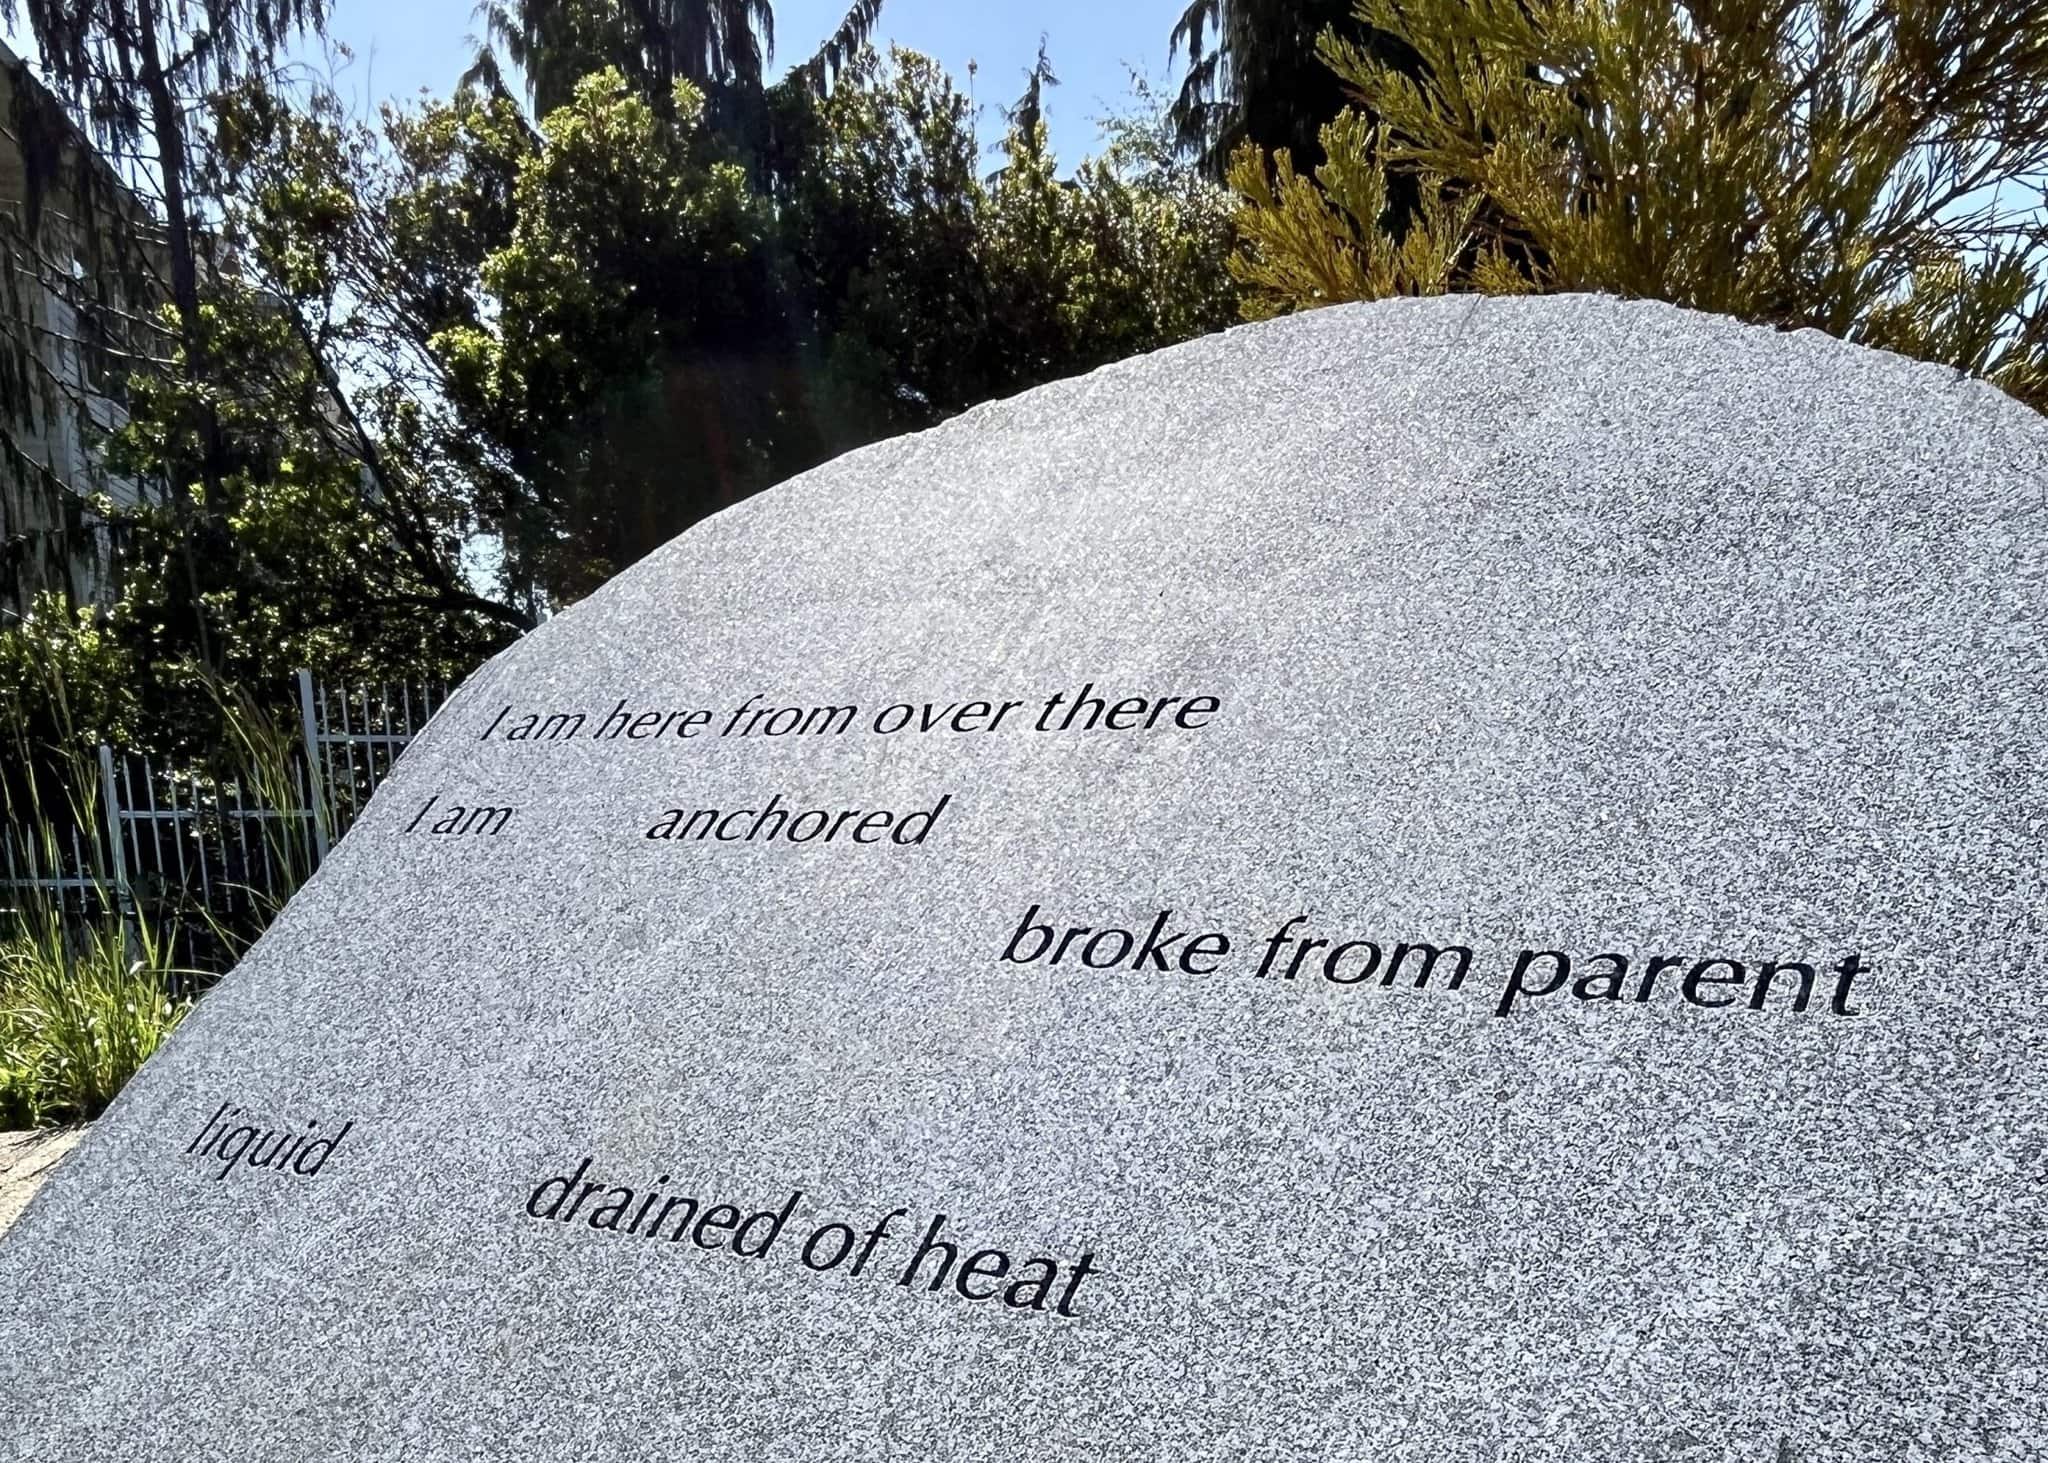 I am here from over there
I am anchored
broke from parent
liquid drained of heat